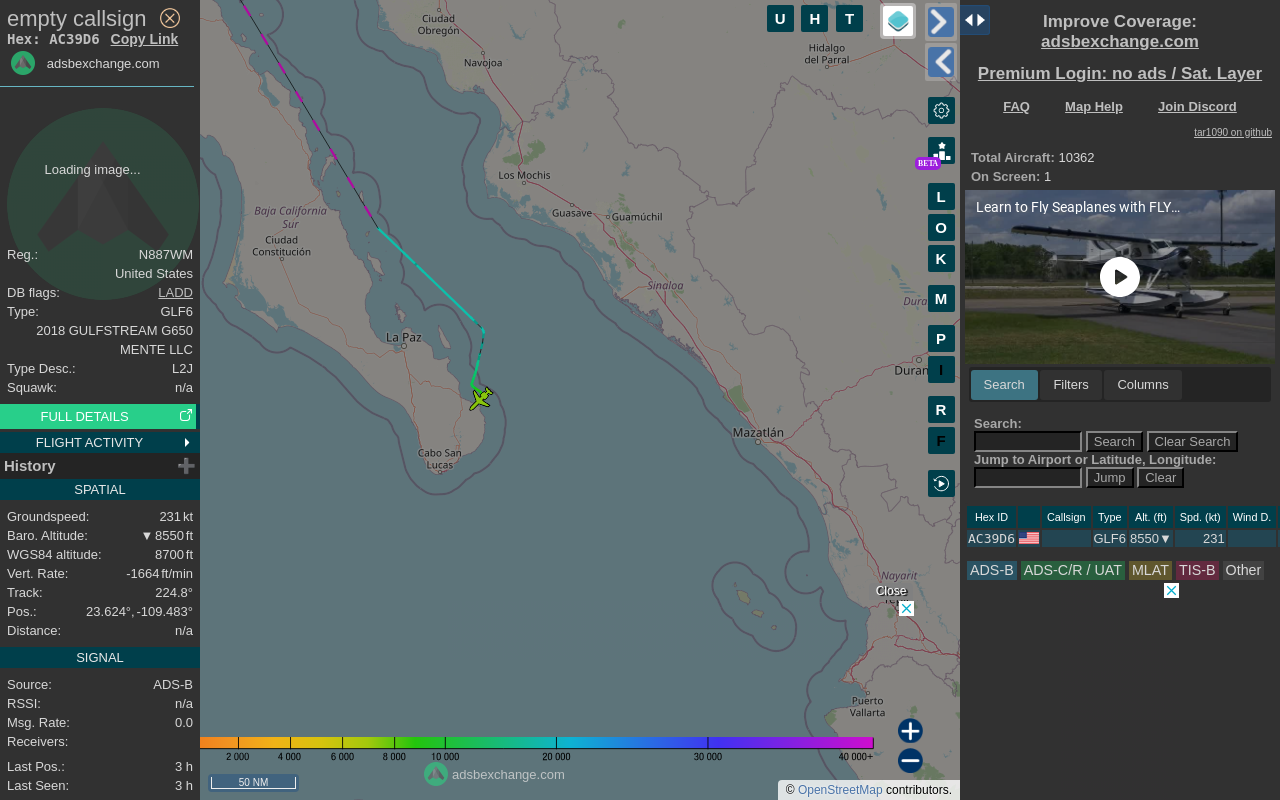 empty callsign
Hex: AC39D6 Copy Link
adsbexchange.com
Loading image...
Reg.: N887WM
United States
DB flags: LADD
Type: GLF6
2018 GULFSTREAM G650
MENTE LLC
Type Desc.: L2J
Squawk: n/a
FULL DETAILS
FLIGHT ACTIVITY
History
SPATIAL
Groundspeed: 231 kt
Baro. Altitude: ▼ 8550 ft
WGS84 altitude: 8700 ft
Vert. Rate: -1664 ft/min
Track: 224.8°
Pos.: 23.624°, -109.483°
Distance: n/a
SIGNAL
Source: ADS-B
RSSI: n/a
Msg. Rate: 0.0
Receivers:
Last Pos.: 3 h
Last Seen: 3 h
Ciudad
Obregón
Navojoa
Hidalgo
del Parral
Los Mochis
Guasave
Guamúchil
Baja California
Sur
Ciudad
Constitución
Sinaloa
La Paz
Dura
Duran
Mazatlán
Cabo San
Lucas
Nayarit
Close
Puerto
Vallarta
U H T
BETA
L
O
K
M
P
I
R
F
2 000 4 000 6 000 8 000 10 000 20 000 30 000 40 000+
adsbexchange.com
50 NM
© OpenStreetMap contributors.
Improve Coverage:
adsbexchange.com
Premium Login: no ads / Sat. Layer
FAQ Map Help Join Discord
tar1090 on github
Total Aircraft: 10362
On Screen: 1
Learn to Fly Seaplanes with FLY...
Search Filters Columns
Search:
Search Clear Search
Jump to Airport or Latitude, Longitude:
Jump Clear
Hex ID Callsign Type Alt. (ft) Spd. (kt) Wind D.
AC39D6 GLF6 8550▼ 231
ADS-B ADS-C/R / UAT MLAT TIS-B Other